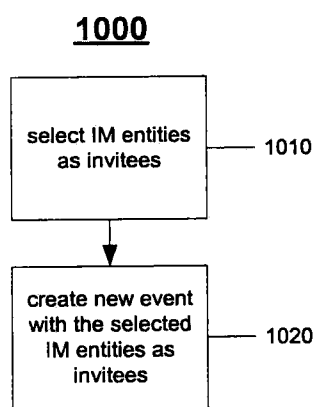 1000
select IM entities
as invitees
1010
create new event
with the selected
IM entities as
invitees
1020